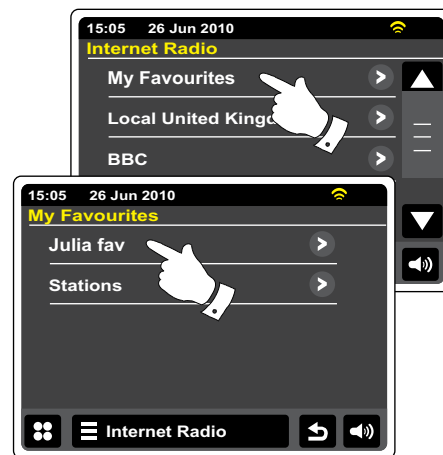 15:05 26 Jun 2010
Internet Radio
My Favourites
Local United
BBC
15:05 26 Jun 2010
My Favourites
Julia fav
Stations
Internet Radio